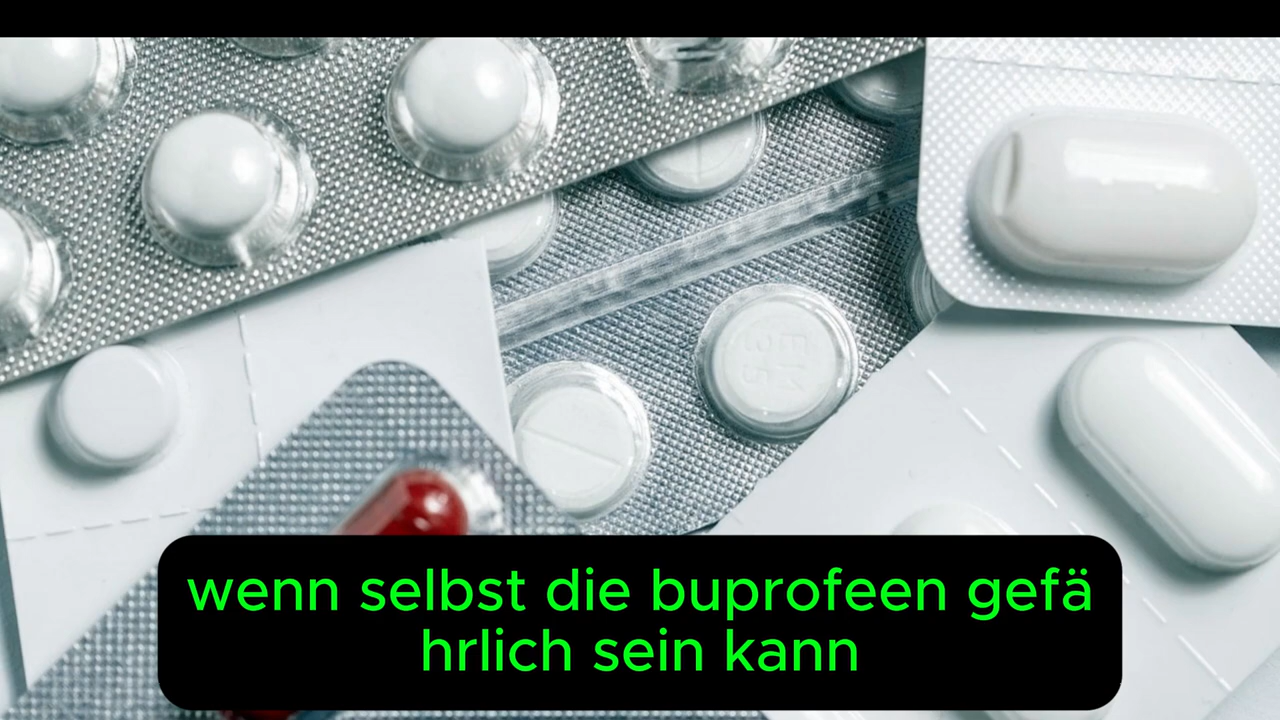 wenn selbst die buprofeen gefä
hrlich sein kann